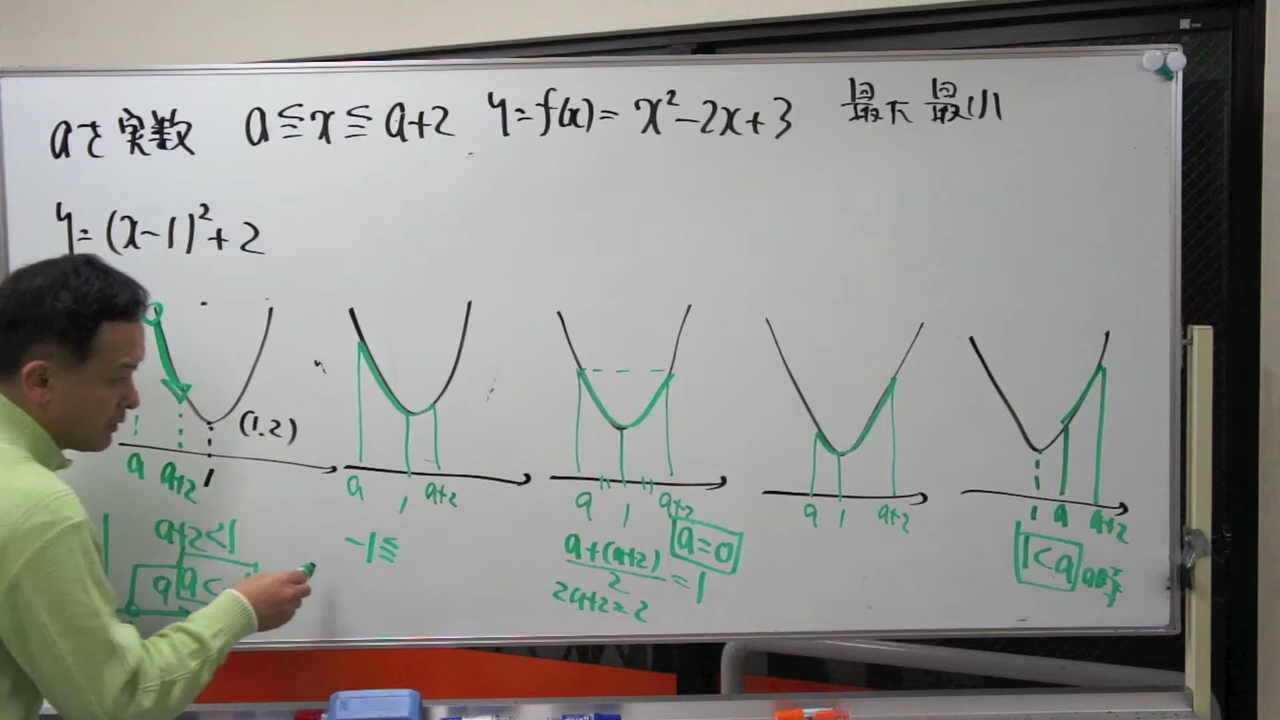 aを実数 a≦x≦a+2 y=f(x)=x²-2x+3 最大 最小
y=(x-1)²+2
(1.2)
a a+2 1
a 1 a+2
a 1 a+2
a 1 a+2
1 a a+2
a+2<1
a<
-1≦
a+(a+2)/2=1
2a+2=2
a=0
1<a